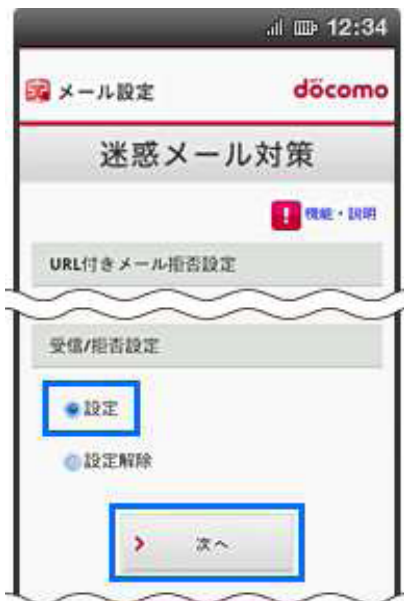 12:34
メール設定
döcomo
迷惑メール対策
機能・説明
URL付きメール拒否設定
受信/拒否設定
設定
設定解除
次へ